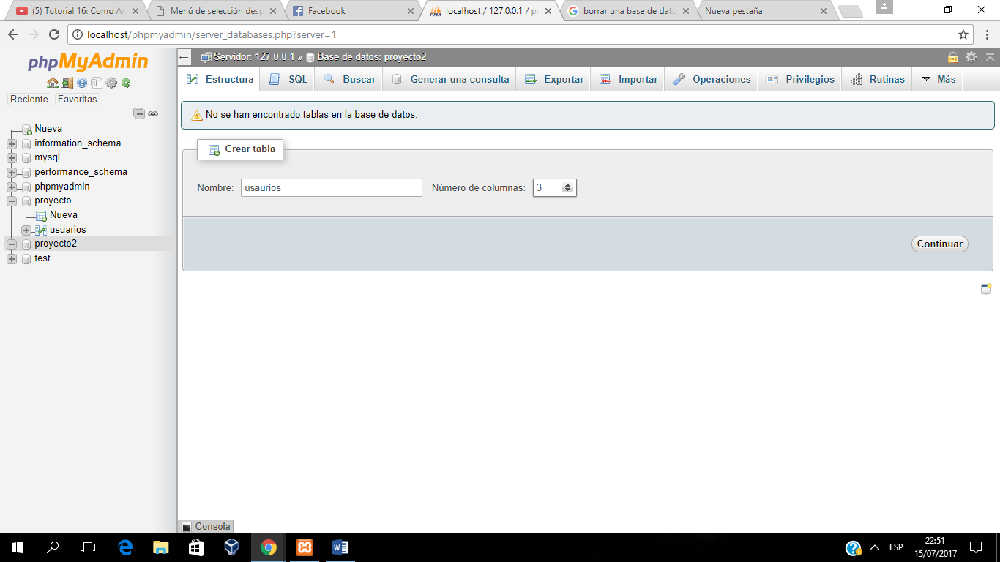 (5) Tutorial 16: Como An
Menú de selección desp
Facebook
localhost / 127.0.0.1 / p
borrar una base de dato
Nueva pestaña
localhost/phpmyadmin/server_databases.php?server=1
phpMyAdmin
Reciente Favoritas
Nueva
information_schema
mysql
performance_schema
phpmyadmin
proyecto
Nueva
usuarios
proyecto2
test
Servidor: 127.0.0.1 » Base de datos: proyecto2
Estructura SQL Buscar Generar una consulta Exportar Importar Operaciones Privilegios Rutinas Más
No se han encontrado tablas en la base de datos.
Crear tabla
Nombre: usaurios Número de columnas: 3
Continuar
Consola
ESP
22:51
15/07/2017